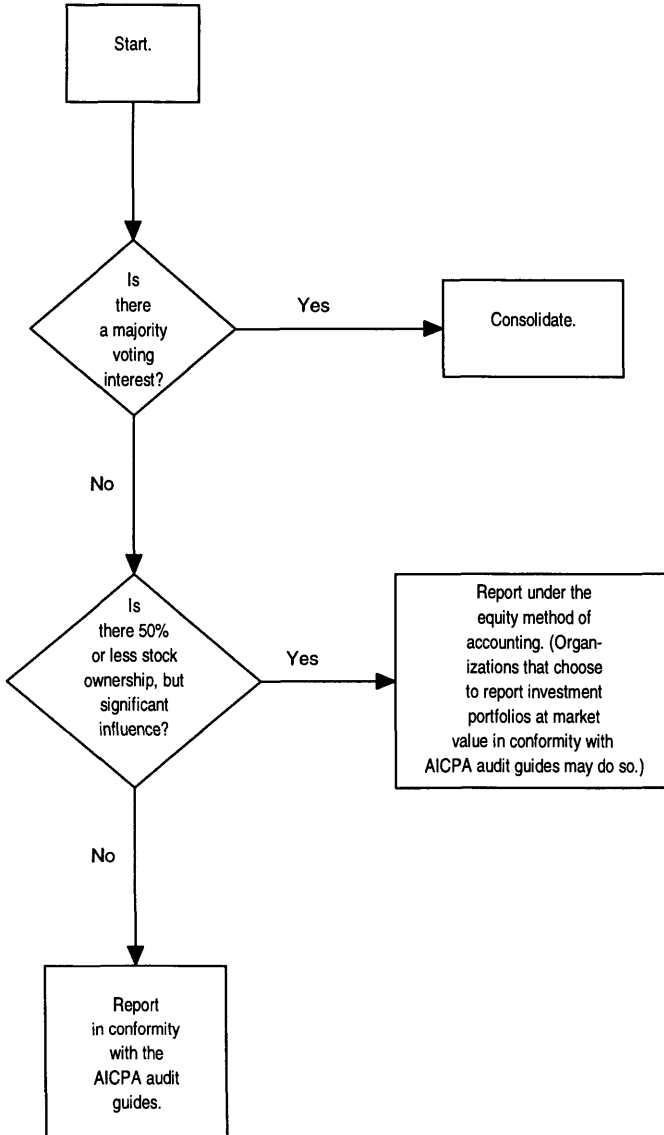 Start.
Is
there
a majority
voting
interest?
Yes
Consolidate.
No
Is
there 50%
or less stock
ownership, but
significant
influence?
Yes
Report under the
equity method of
accounting. (Organ-
izations that choose
to report investment
portfolios at market
value in conformity with
AICPA audit guides may do so.)
No
Report
in conformity
with the
AICPA audit
guides.